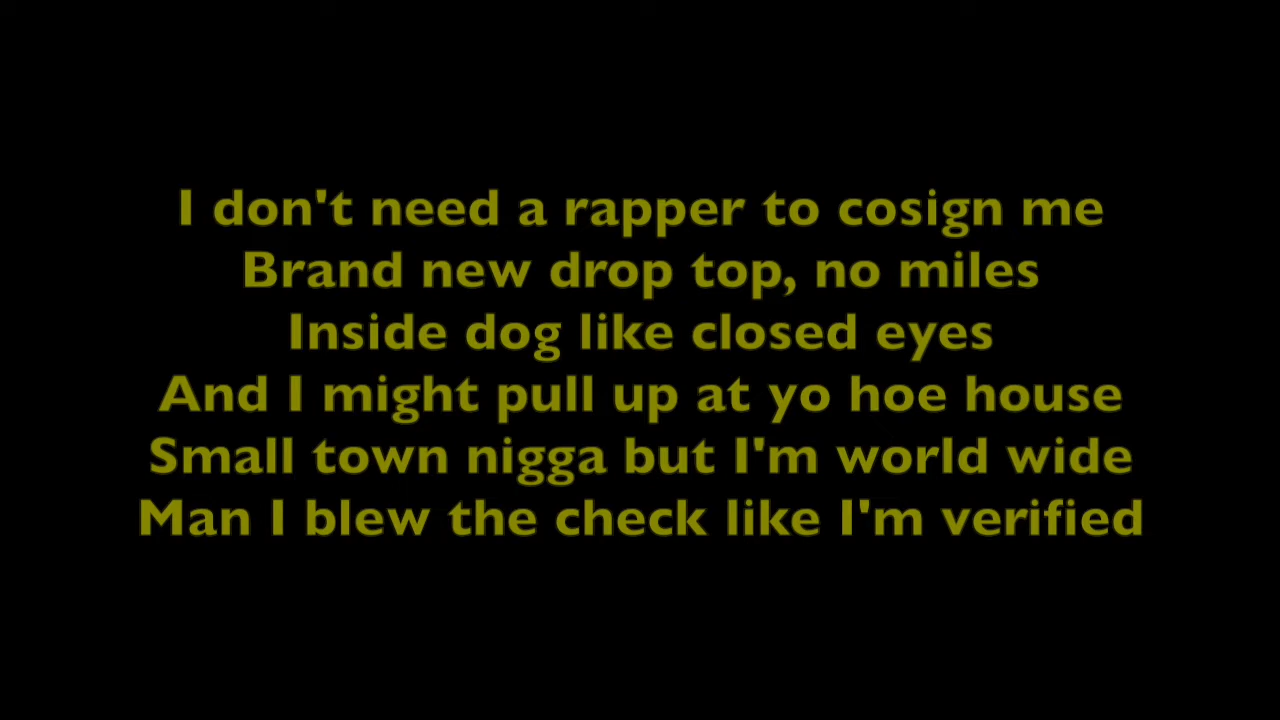 I don't need a rapper to cosign me
Brand new drop top, no miles
Inside dog like closed eyes
And I might pull up at yo hoe house
Small town nigga but I'm world wide
Man I blew the check like I'm verified